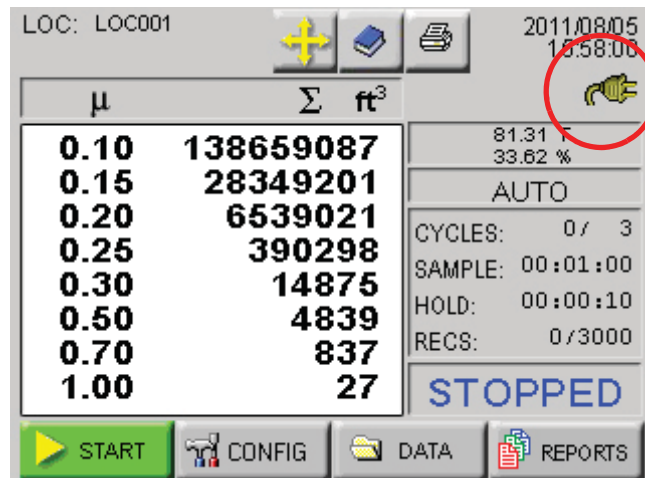 LOC: LOC001
2011/08/05
16:58:00
μ Σ ft³
0.10 138659087
0.15 28349201
0.20 6539021
0.25 390298
0.30 14875
0.50 4839
0.70 837
1.00 27
81.31 F
33.62 %
AUTO
CYCLES: 0/ 3
SAMPLE: 00:01:00
HOLD: 00:00:10
RECS: 0/3000
STOPPED
START CONFIG DATA REPORTS